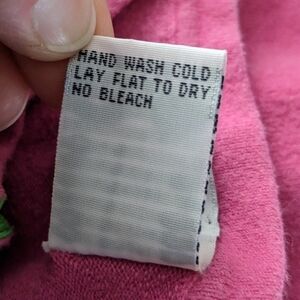 HAND WASH COLD
LAY FLAT TO DRY
NO BLEACH